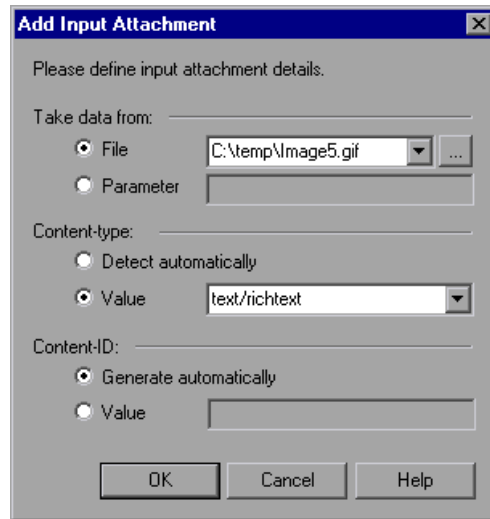 Add Input Attachment
Please define input attachment details.
Take data from:
File C:\temp\Image5.gif ...
Parameter
Content-type:
Detect automatically
Value text/richtext
Content-ID:
Generate automatically
Value
OK Cancel Help